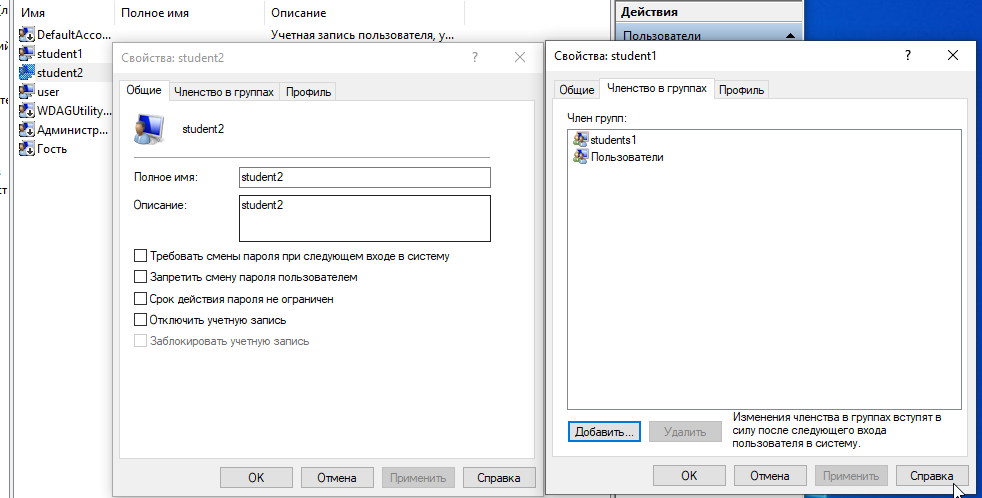 Имя Полное имя Описание
Действия
DefaultAcco... Учетная запись пользователя, у...
Пользователи
student1
student2
user
WDAGUtility...
Администр...
Гость
Свойства: student2
Общие Членство в группах Профиль
student2
Полное имя: student2
Описание: student2
Требовать смены пароля при следующем входе в систему
Запретить смену пароля пользователем
Срок действия пароля не ограничен
Отключить учетную запись
Заблокировать учетную запись
OK Отмена Применить Справка
Свойства: student1
Общие Членство в группах Профиль
Член групп:
students1
Пользователи
Добавить... Удалить
Изменения членства в группах вступят в
силу после следующего входа
пользователя в систему.
OK Отмена Применить Справка